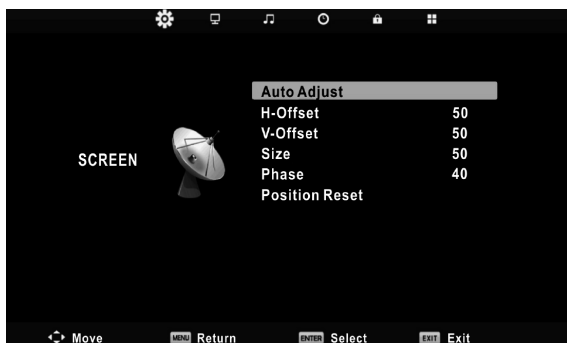 Auto Adjust
H-Offset 50
V-Offset 50
SCREEN
Size 50
Phase 40
Position Reset
Move MENU Return ENTER Select EXIT Exit